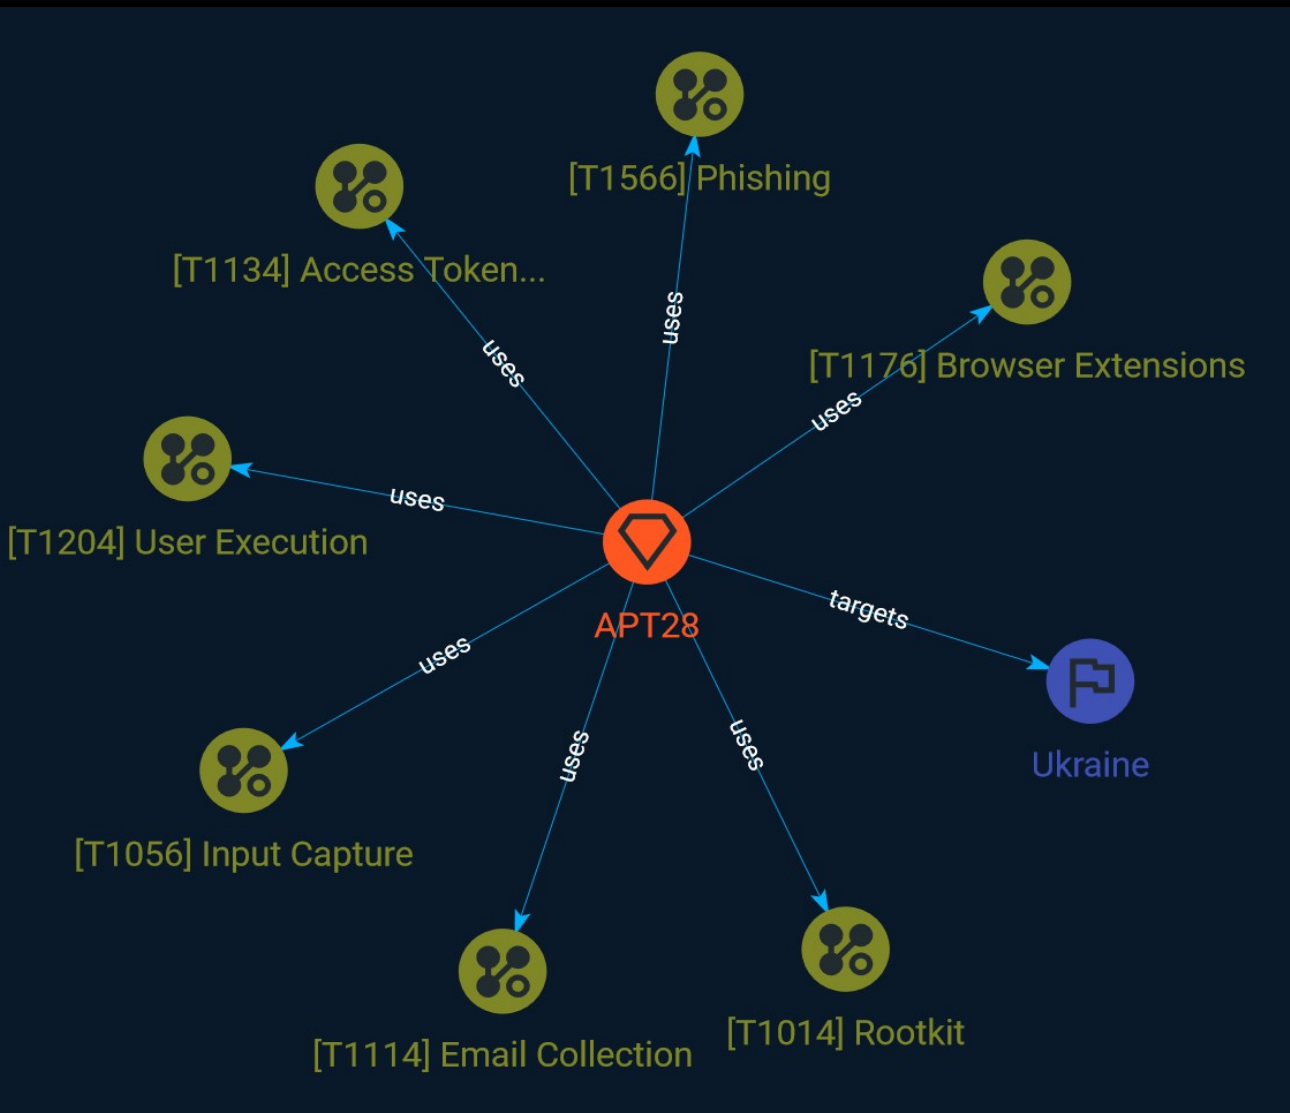 [T1566] Phishing
[T1134] Access Token...
uses
[T1176] Browser Extensions
uses
uses
uses
[T1204] User Execution
targets
APT28
uses
Ukraine
uses
uses
[T1056] Input Capture
[T1014] Rootkit
[T1114] Email Collection